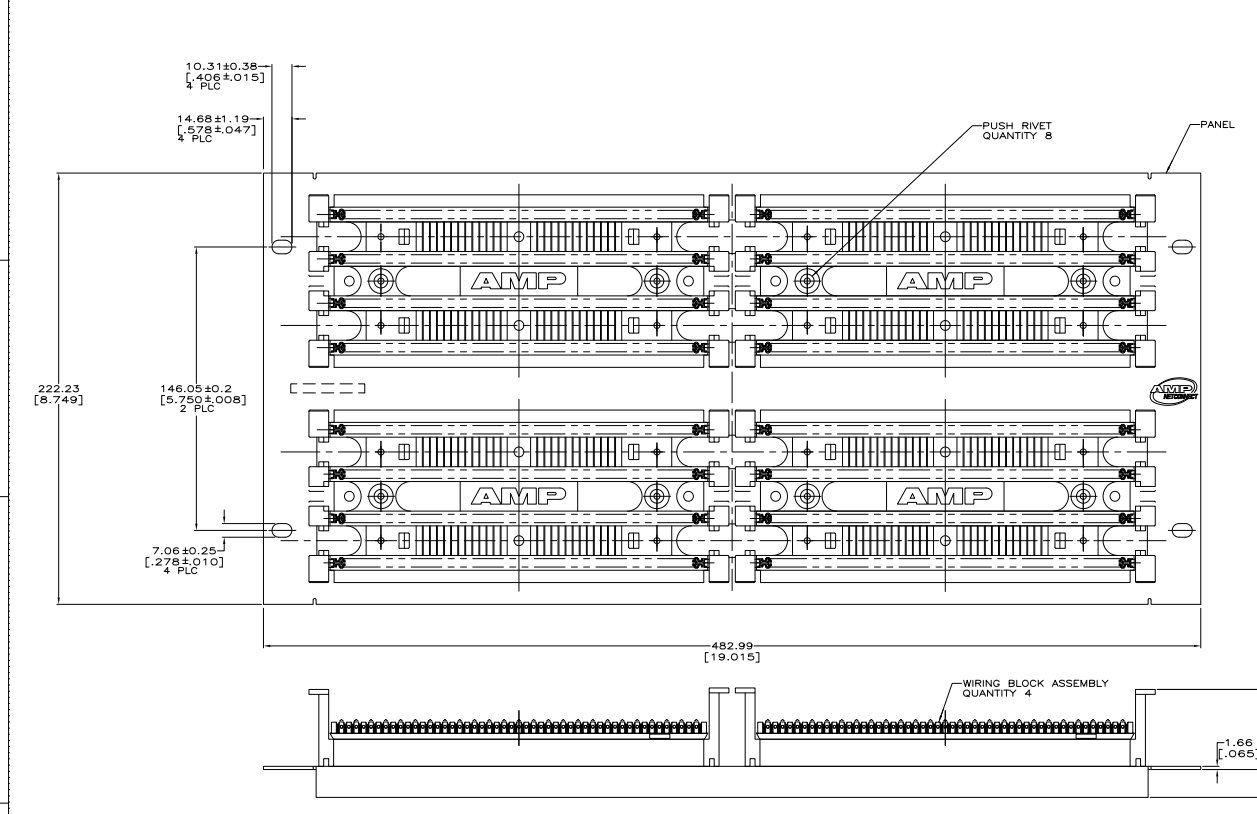 10.31±0.38
[.406±.015]
4 PLC
14.68±1.19
[.578±.047]
4 PLC
PUSH RIVET
QUANTITY 8
PANEL
AMP
AMP
222.23
[8.749]
146.05±0.2
[5.750±.008]
2 PLC
AMP
NETCONNECT
AMP
AMP
7.06±0.25
[.278±.010]
4 PLC
482.99
[19.015]
WIRING BLOCK ASSEMBLY
QUANTITY 4
1.66
[.065]